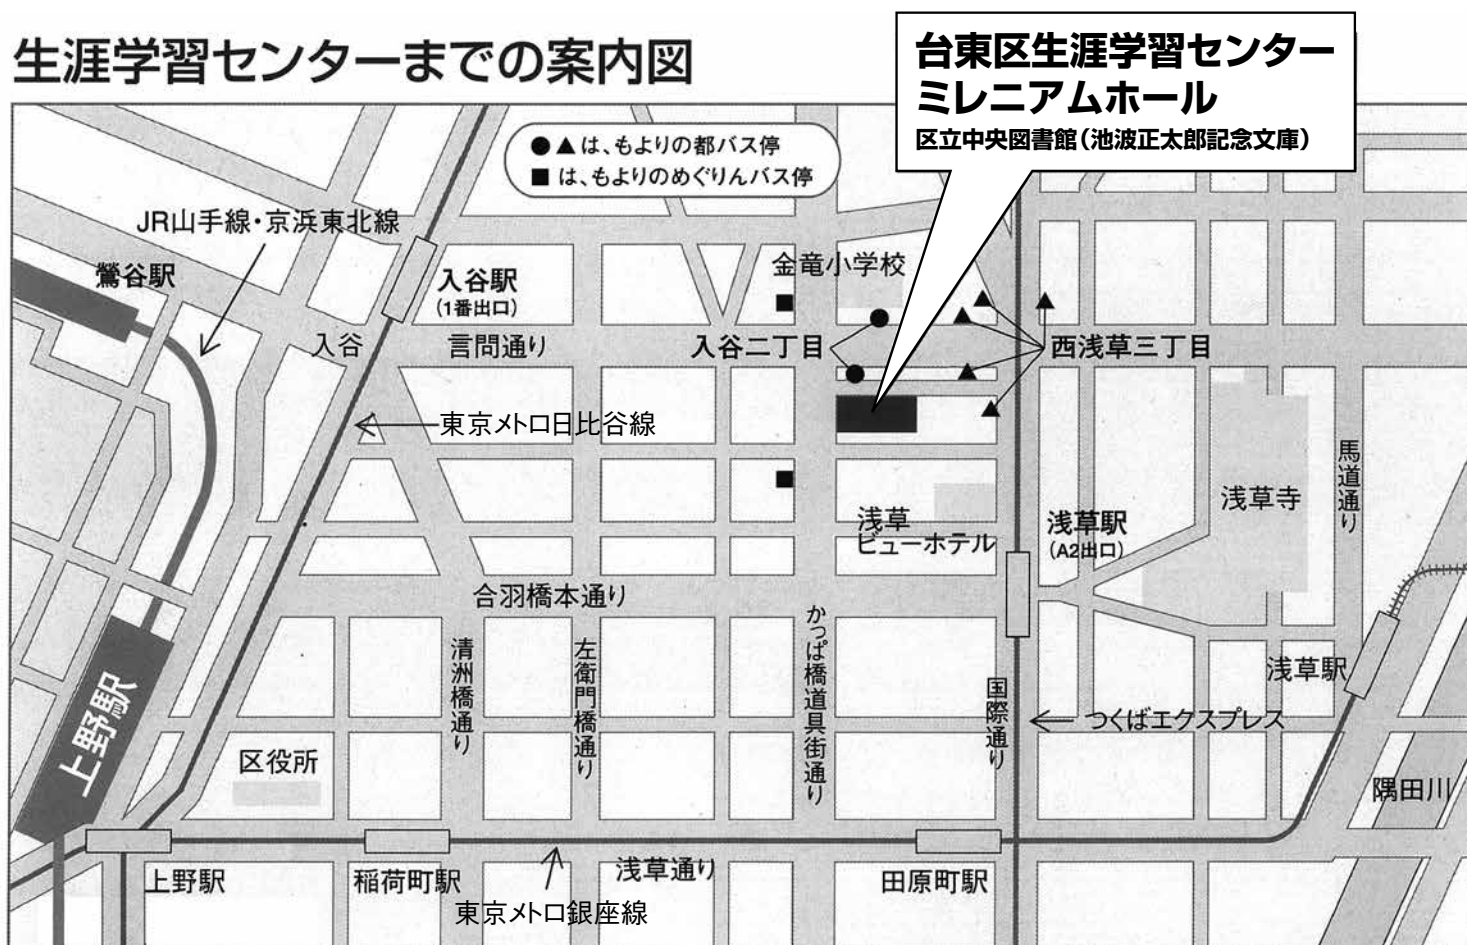 生涯学習センターまでの案内図
台東区生涯学習センター
ミレニアムホール
区立中央図書館（池波正太郎記念文庫）
●▲は、もよりの都バス停
■は、もよりのめぐりんバス停
JR山手線・京浜東北線
鶯谷駅
入谷駅
（1番出口）
金竜小学校
入谷
言問通り
入谷二丁目
西浅草三丁目
東京メトロ日比谷線
馬道通り
浅草寺
浅草
ビューホテル
浅草駅
（A2出口）
合羽橋本通り
清洲橋通り
左衛門橋通り
かっぱ橋道具街通り
国際通り
つくばエクスプレス
浅草駅
上野駅
区役所
隅田川
上野駅
稲荷町駅
浅草通り
田原町駅
東京メトロ銀座線